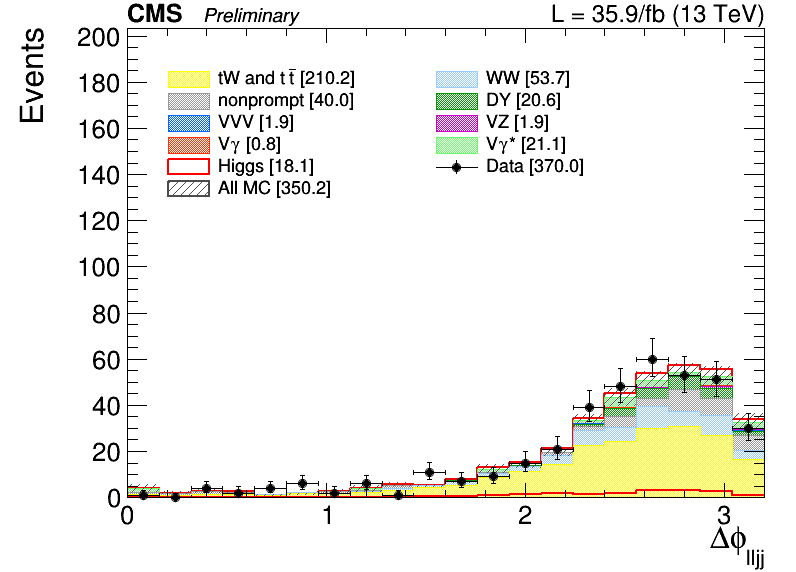 CMS Preliminary L = 35.9/fb (13 TeV)
Events
200
180
160
140
120
100
80
60
40
20
0
tW and t t̅ [210.2] WW [53.7]
nonprompt [40.0] DY [20.6]
VVV [1.9] VZ [1.9]
Vγ [0.8] Vγ* [21.1]
Higgs [18.1] Data [370.0]
All MC [350.2]
0 1 2 3
Δϕlljj